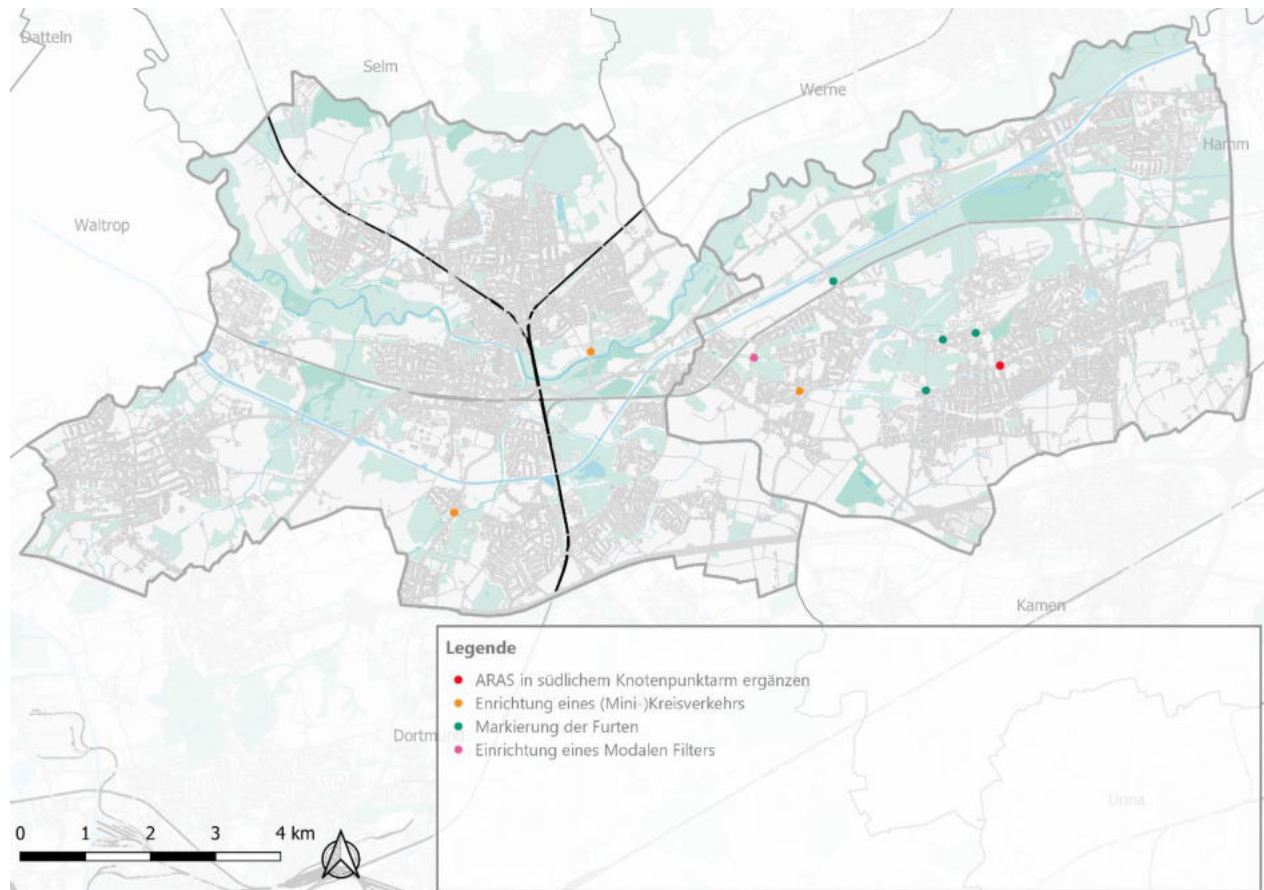 Datteln
Selm
Werne
Hamm
Waltrop
Kamen
Dortmund
Unna
Legende
ARAS in südlichem Knotenpunktarm ergänzen
Enrichtung eines (Mini-)Kreisverkehrs
Markierung der Furten
Einrichtung eines Modalen Filters
0 1 2 3 4 km